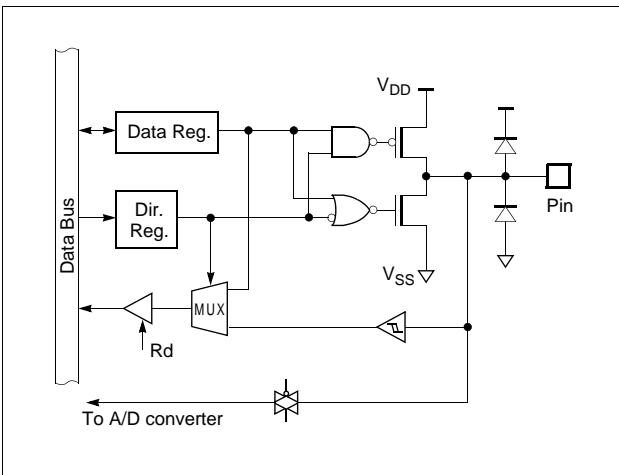 VDD
Data Reg.
Dir.
Reg.
Data Bus
Pin
VSS
MUX
Rd
To A/D converter